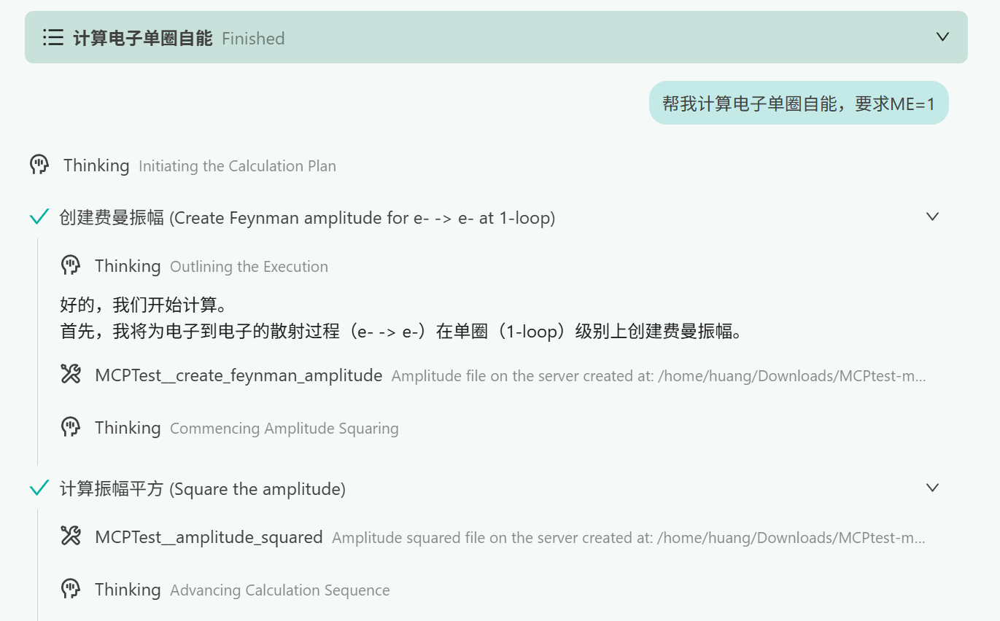 计算电子单圈自能 Finished
帮我计算电子单圈自能，要求ME=1
Thinking Initiating the Calculation Plan
创建费曼振幅 (Create Feynman amplitude for e- -> e- at 1-loop)
Thinking Outlining the Execution
好的，我们开始计算。
首先，我将为电子到电子的散射过程（e- -> e-）在单圈（1-loop）级别上创建费曼振幅。
MCPTest__create_feynman_amplitude Amplitude file on the server created at: /home/huang/Downloads/MCPtest-m...
Thinking Commencing Amplitude Squaring
计算振幅平方 (Square the amplitude)
MCPTest__amplitude_squared Amplitude squared file on the server created at: /home/huang/Downloads/MCPtest-m...
Thinking Advancing Calculation Sequence